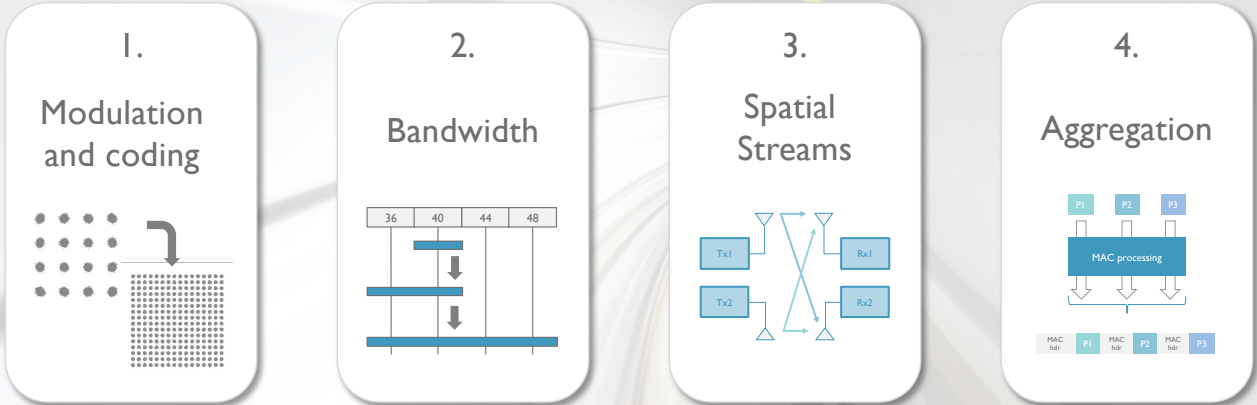 1.
Modulation
and coding
2.
Bandwidth
36 40 44 48
3.
Spatial
Streams
Tx1 Rx1
Tx2 Rx2
4.
Aggregation
P1 P2 P3
MAC processing
MAC hdr P1 MAC hdr P2 MAC hdr P3